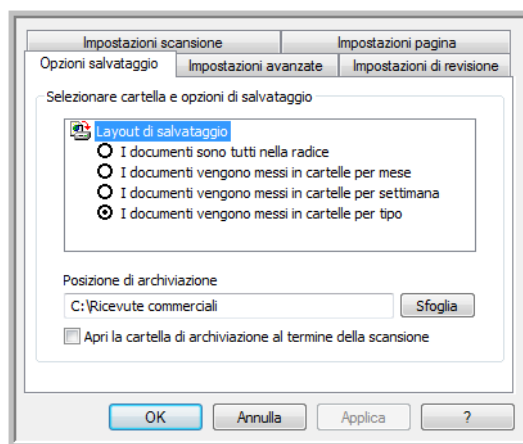 Impostazioni scansione Impostazioni pagina
Opzioni salvataggio Impostazioni avanzate Impostazioni di revisione
Selezionare cartella e opzioni di salvataggio
Layout di salvataggio
I documenti sono tutti nella radice
I documenti vengono messi in cartelle per mese
I documenti vengono messi in cartelle per settimana
I documenti vengono messi in cartelle per tipo
Posizione di archiviazione
C:\Ricevute commerciali Sfoglia
Apri la cartella di archiviazione al termine della scansione
OK Annulla Applica ?